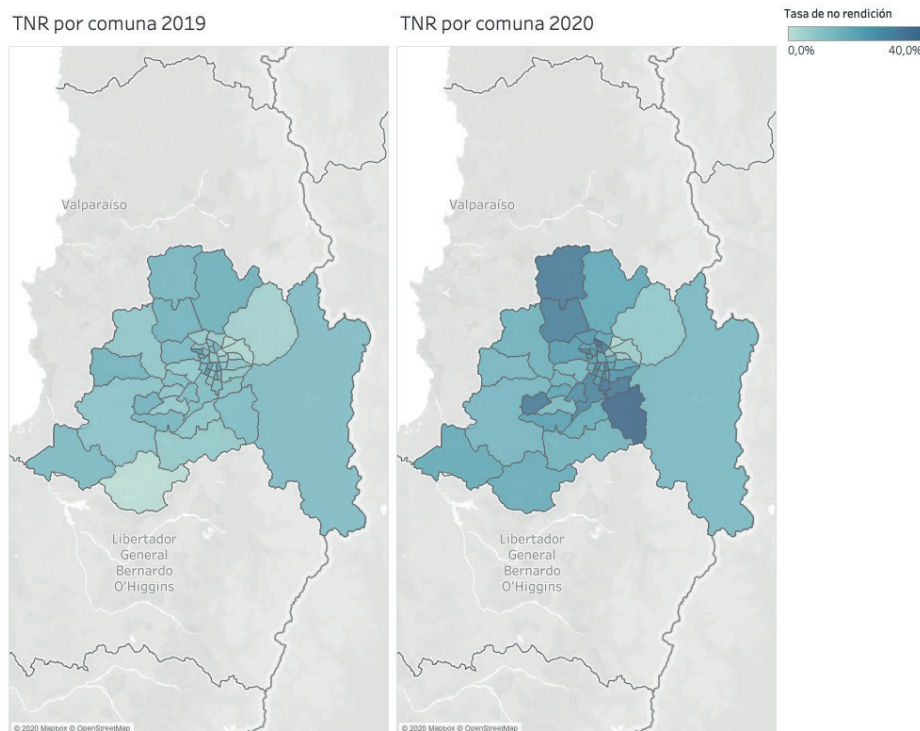 TNR por comuna 2019
TNR por comuna 2020
Tasa de no rendición
0,0%
40,0%
Valparaíso
Libertador
General
Bernardo
O'Higgins
© 2020 Mapbox © OpenStreetMap
Valparaíso
Libertador
General
Bernardo
O'Higgins
© 2020 Mapbox © OpenStreetMap